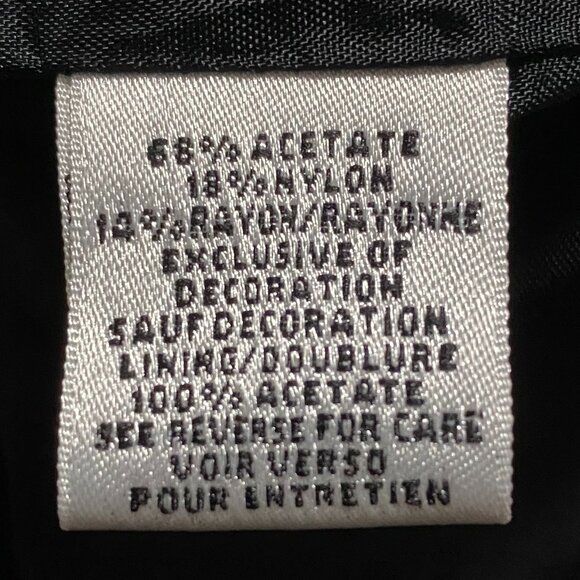 68% ACETATE
18% NYLON
14% RAYON/RAYONNE
EXCLUSIVE OF
DECORATION
SAUF DECORATION
LINING/DOUBLURE
100% ACETATE
SEE REVERSE FOR CARE
VOIR VERSO
POUR ENTRETIEN